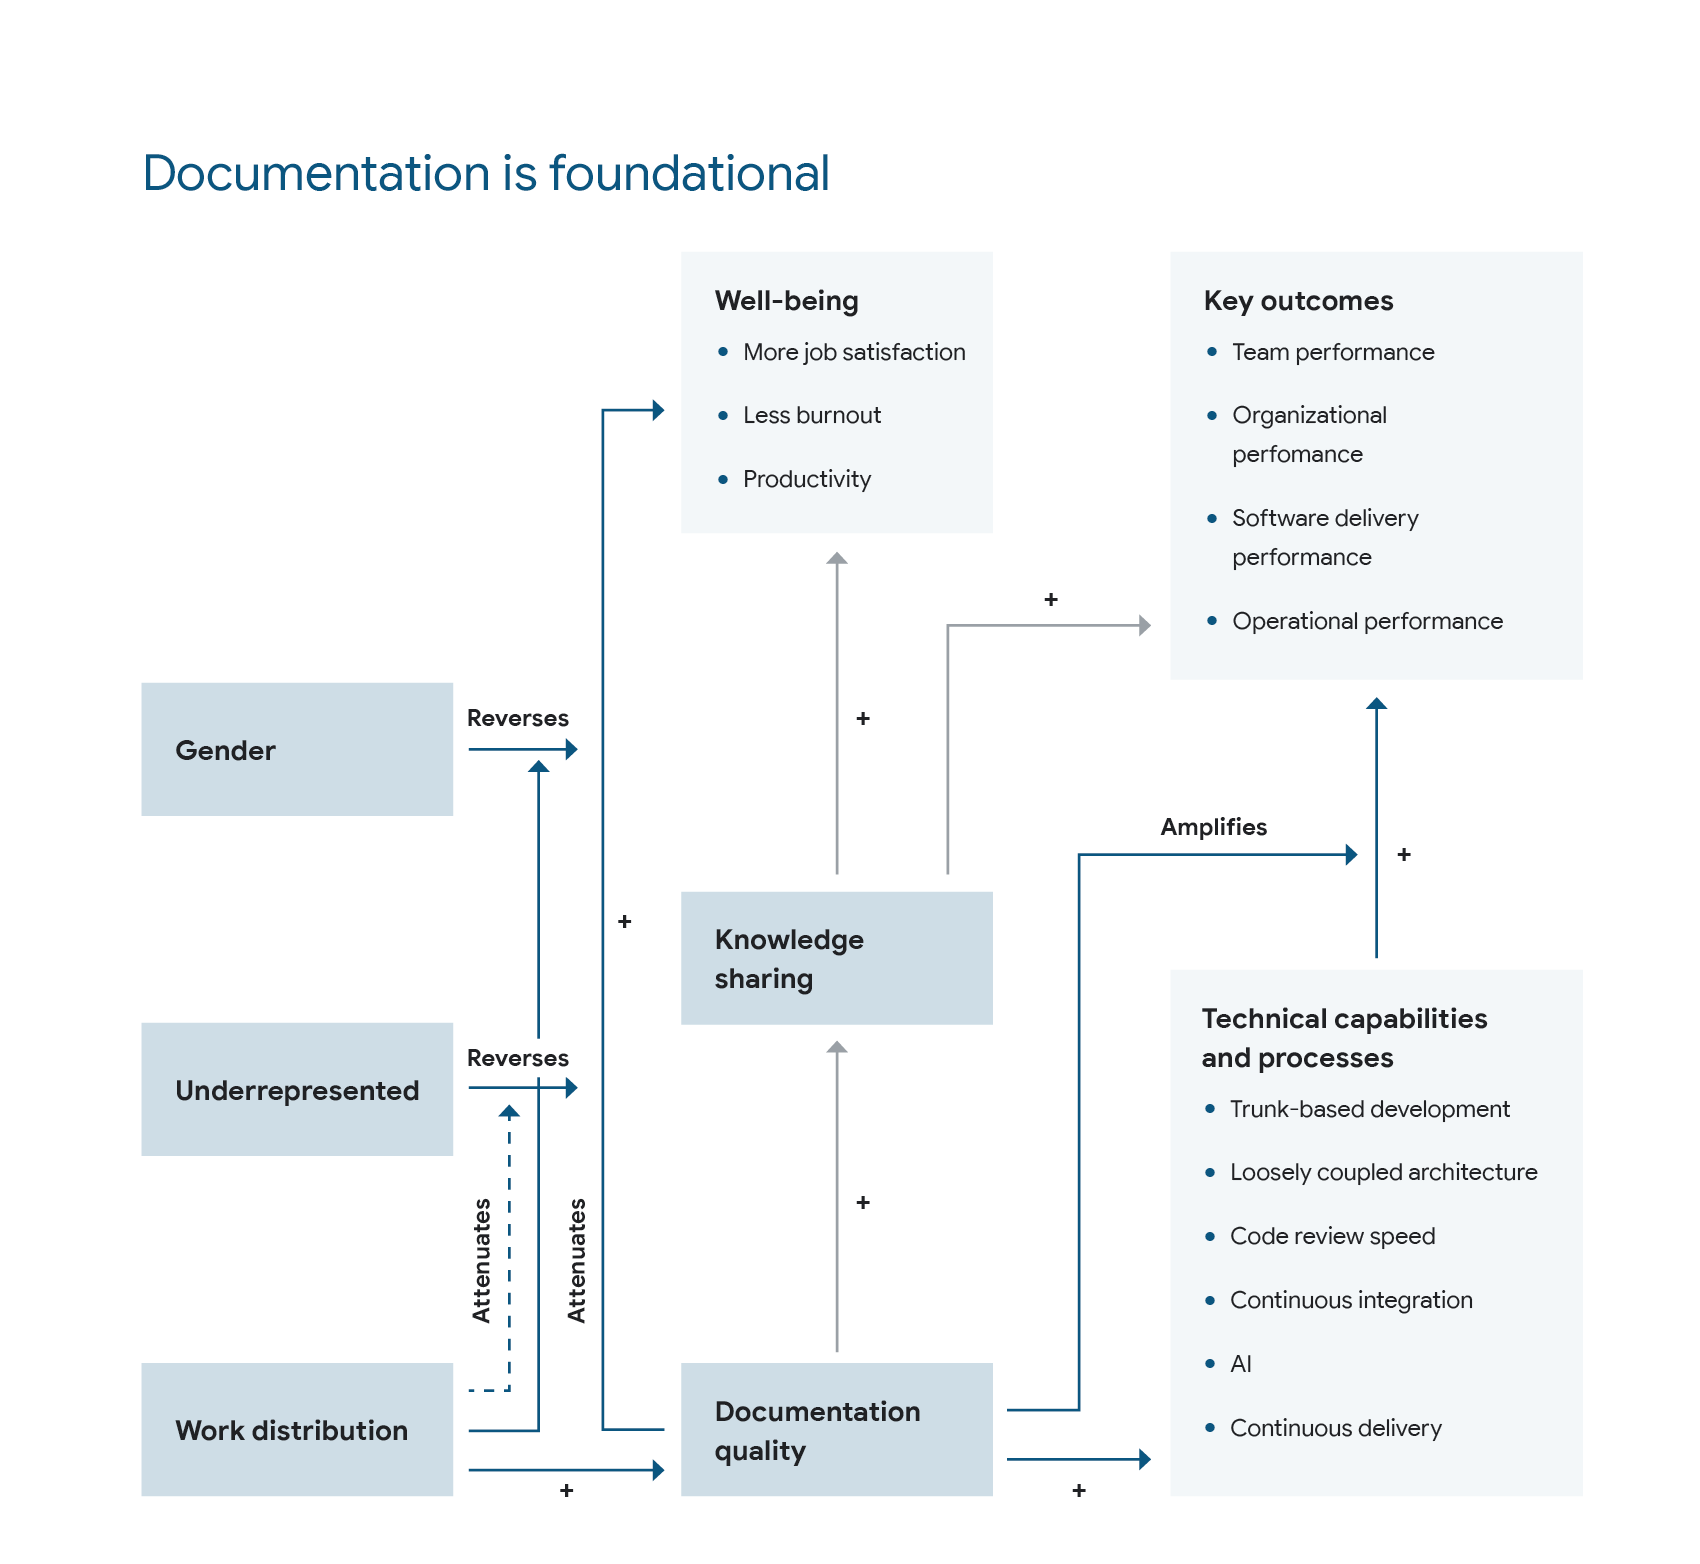 Documentation is foundational
Well-being
More job satisfaction
Less burnout
Productivity
Key outcomes
Team performance
Organizational
perfomance
Software delivery
performance
Operational performance
+
Gender
Reverses
+
Amplifies
+
+
Knowledge
sharing
Underrepresented
Reverses
Attenuates
Attenuates
+
Technical capabilities
and processes
Trunk-based development
Loosely coupled architecture
Code review speed
Continuous integration
AI
Continuous delivery
Work distribution
+
Documentation
quality
+